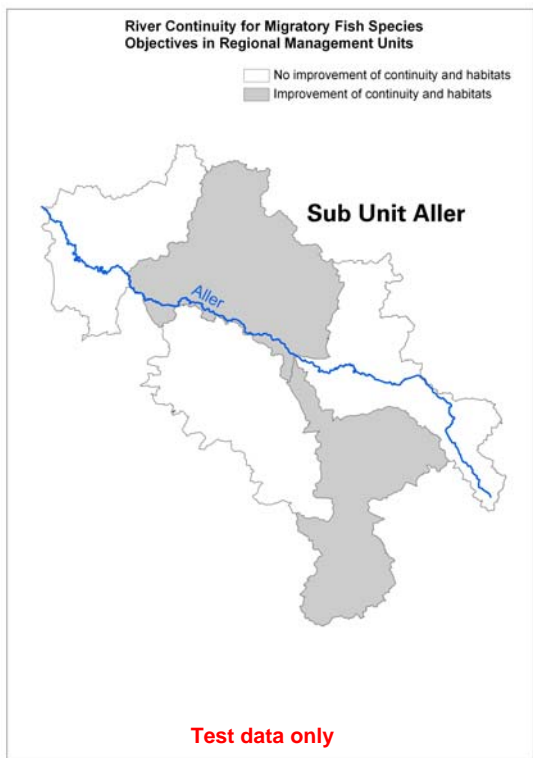 River Continuity for Migratory Fish Species
Objectives in Regional Management Units
No improvement of continuity and habitats
Improvement of continuity and habitats
Sub Unit Aller
Aller
Test data only